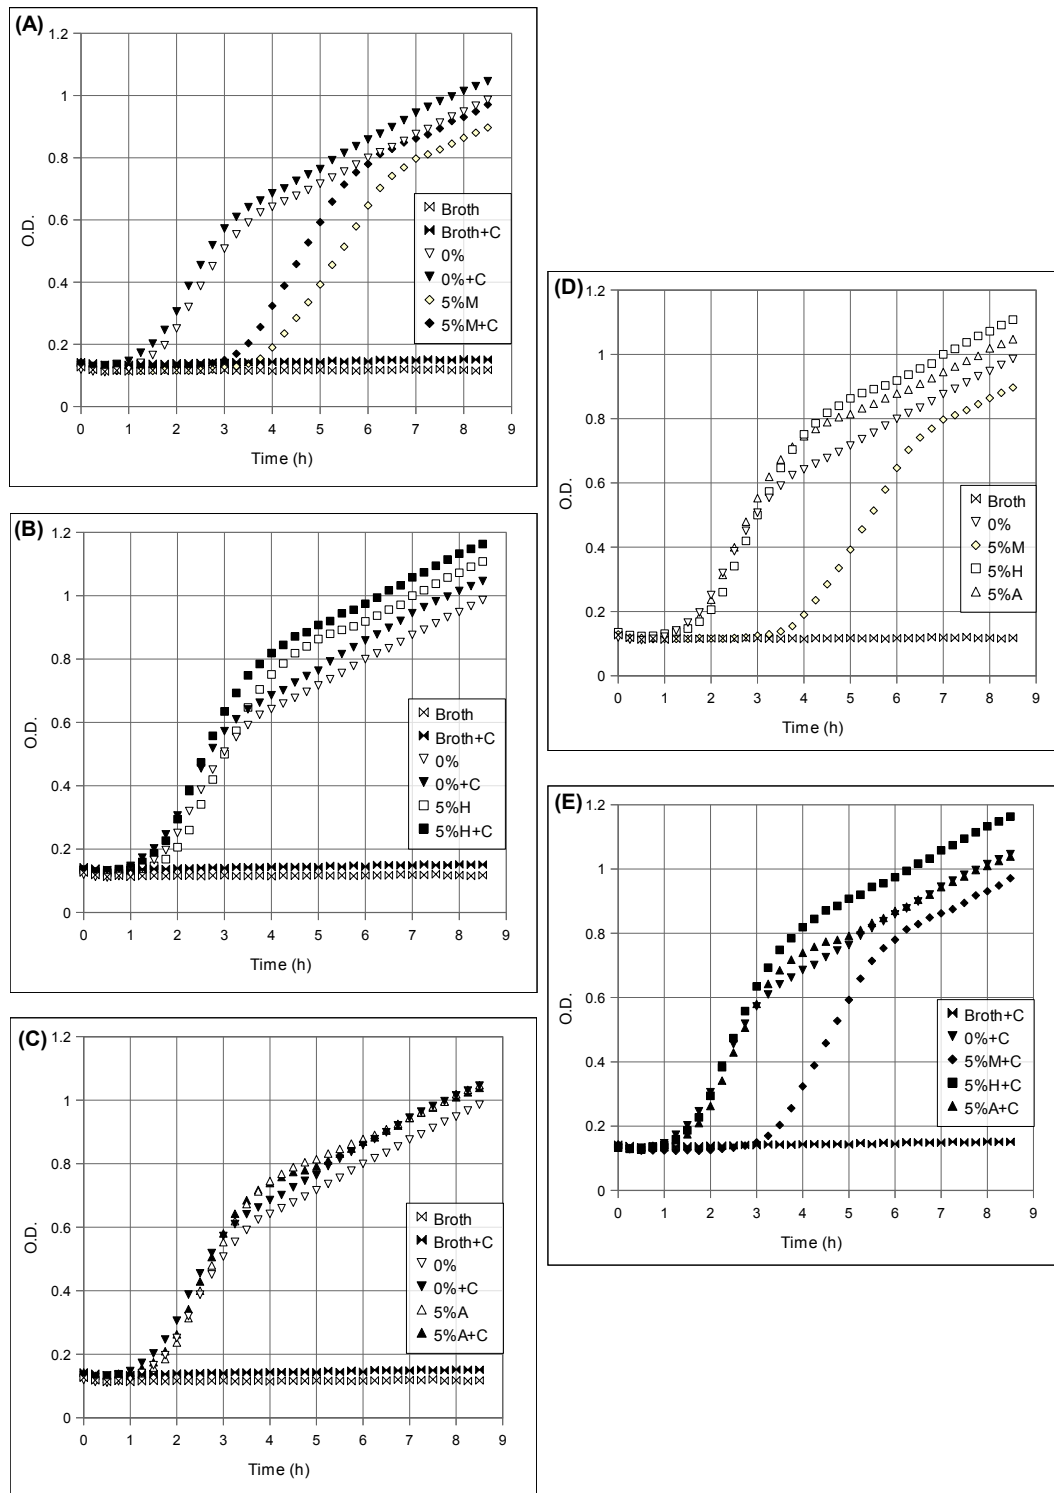 (A)
1.2
1
0.8
0.6
0.4
0.2
0
O.D.
0 1 2 3 4 5 6 7 8 9
Time (h)
Broth
Broth+C
0%
0%+C
5%M
5%M+C
(B)
1.2
1
0.8
0.6
0.4
0.2
0
O.D.
0 1 2 3 4 5 6 7 8 9
Time (h)
Broth
Broth+C
0%
0%+C
5%H
5%H+C
(C)
1.2
1
0.8
0.6
0.4
0.2
0
O.D.
0 1 2 3 4 5 6 7 8 9
Time (h)
Broth
Broth+C
0%
0%+C
5%A
5%A+C
(D)
1.2
1
0.8
0.6
0.4
0.2
0
O.D.
0 1 2 3 4 5 6 7 8 9
Time (h)
Broth
0%
5%M
5%H
5%A
(E)
1.2
1
0.8
0.6
0.4
0.2
0
O.D.
0 1 2 3 4 5 6 7 8 9
Time (h)
Broth+C
0%+C
5%M+C
5%H+C
5%A+C